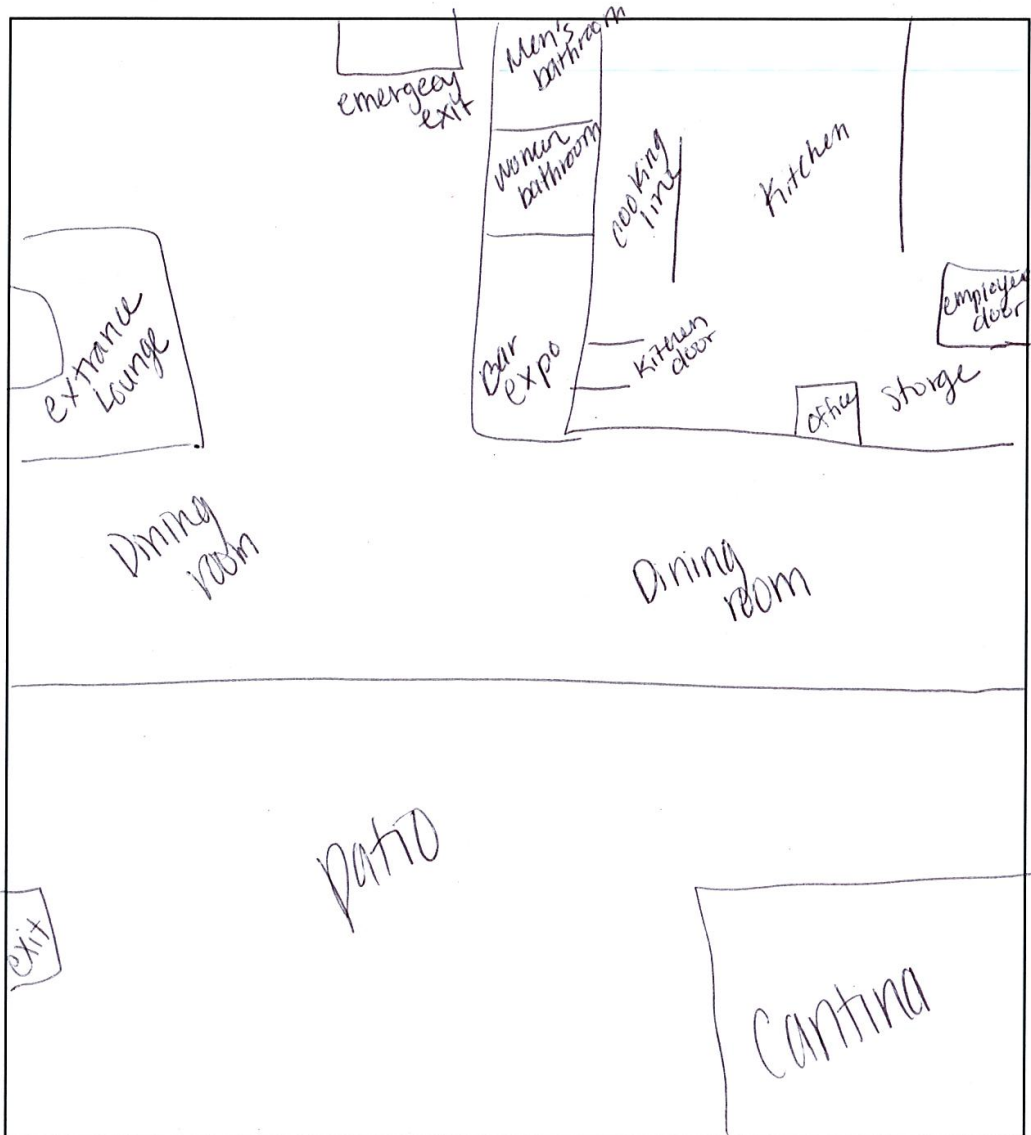 Men's
bathroom
emergecy
exit
women
bathroom
cooking
line
Kitchen
extrance
Lounge
Bar
expo
Kitchen
door
employee
door
office
Storge
Dining
room
Dining
room
patio
exit
Cantina